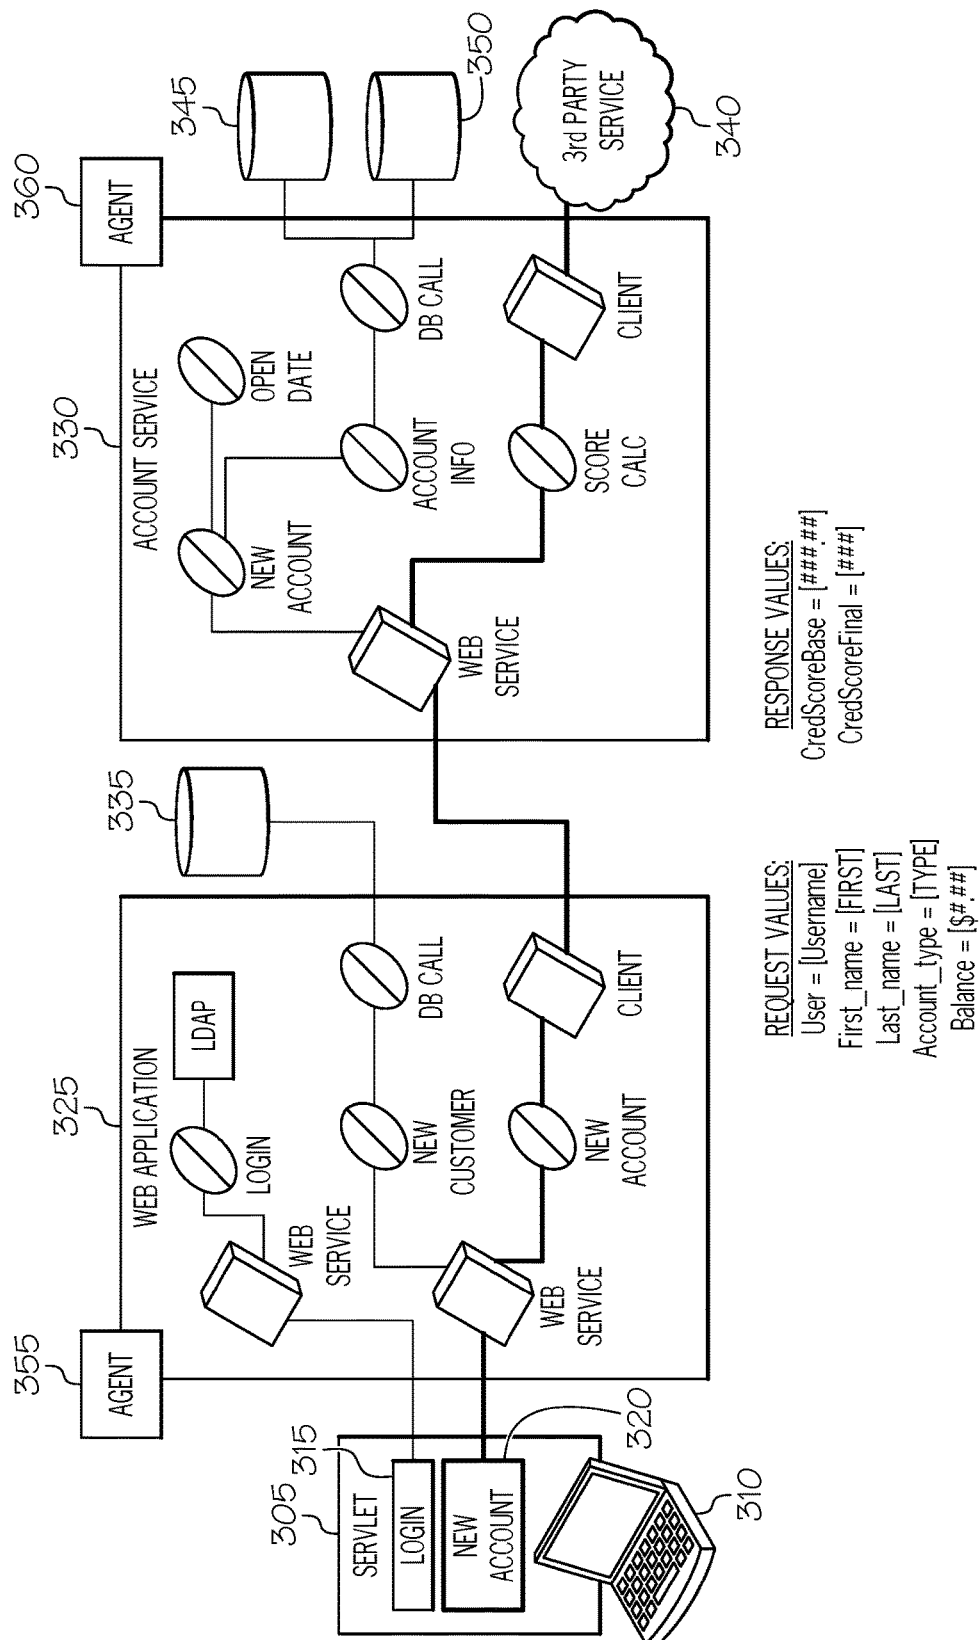 305
SERVLET
315
LOGIN
NEW
ACCOUNT
320
310
355
AGENT
325
WEB APPLICATION
WEB
SERVICE
LOGIN
LDAP
WEB
SERVICE
NEW
CUSTOMER
DB CALL
NEW
ACCOUNT
CLIENT
335
330
ACCOUNT SERVICE
360
AGENT
WEB
SERVICE
NEW
ACCOUNT
OPEN
DATE
ACCOUNT
INFO
DB CALL
SCORE
CALC
CLIENT
345
350
3rd PARTY
SERVICE
340
REQUEST VALUES:
User = [Username]
First_name = [FIRST]
Last_name = [LAST]
Account_type = [TYPE]
Balance = [$#.##]
RESPONSE VALUES:
CredScoreBase = [###.##]
CredScoreFinal = [###]